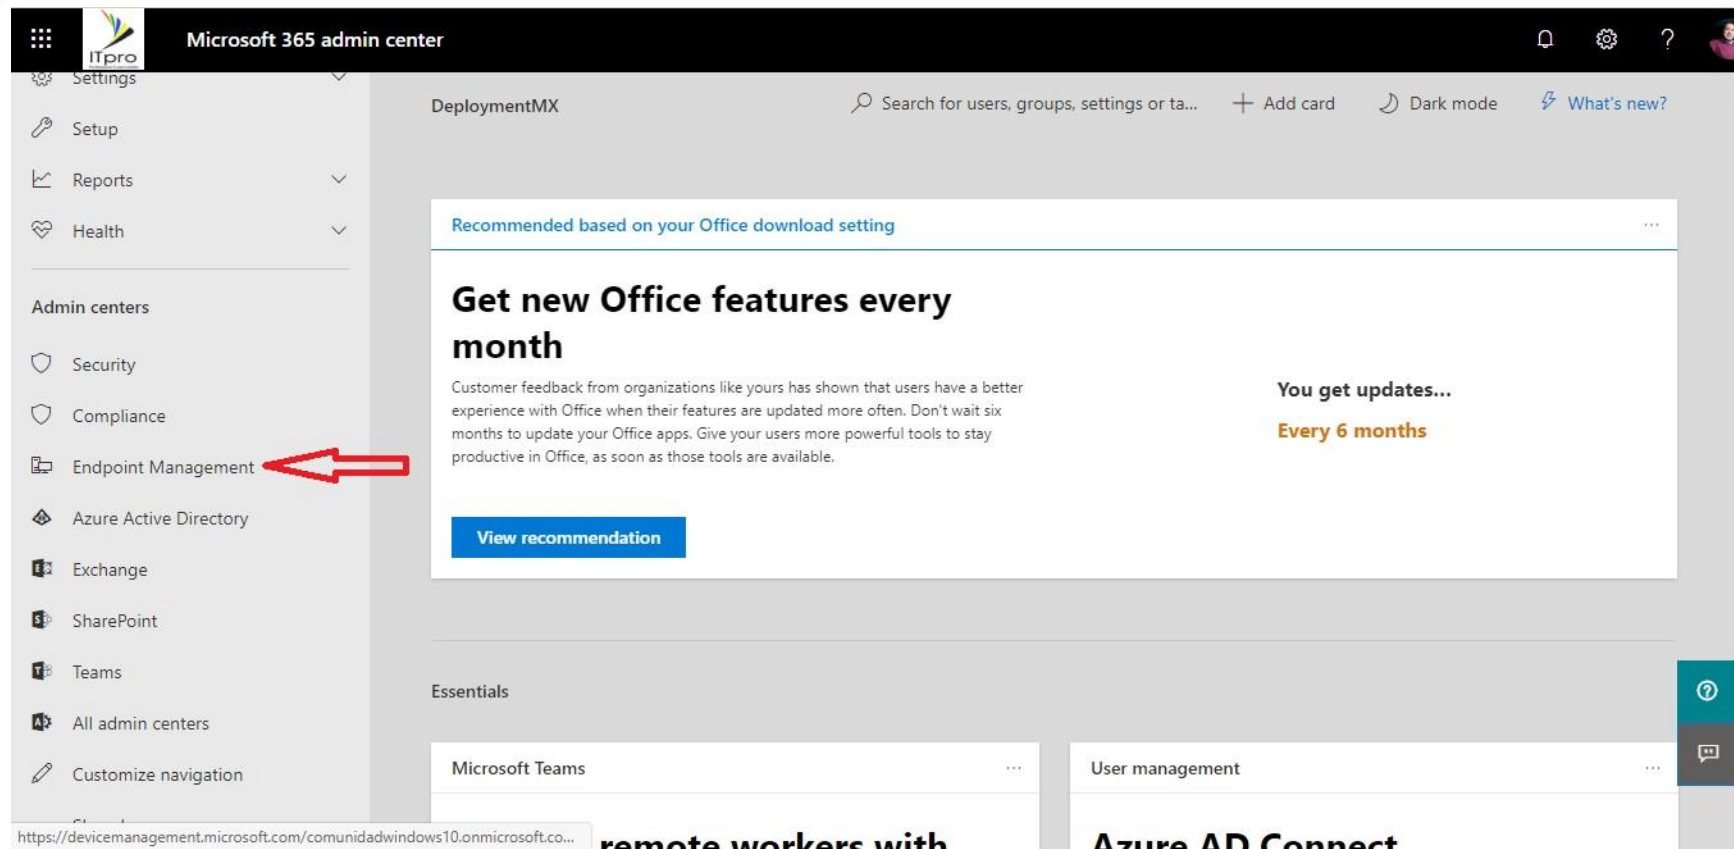 ITpro
Microsoft 365 admin center
Settings
Setup
Reports
Health
Admin centers
Security
Compliance
Endpoint Management
Azure Active Directory
Exchange
SharePoint
Teams
All admin centers
Customize navigation
https://devicemanagement.microsoft.com/comunidadwindows10.onmicrosoft.co...
DeploymentMX
Search for users, groups, settings or ta...
Add card
Dark mode
What's new?
Recommended based on your Office download setting
Get new Office features every
month
Customer feedback from organizations like yours has shown that users have a better
experience with Office when their features are updated more often. Don't wait six
months to update your Office apps. Give your users more powerful tools to stay
productive in Office, as soon as those tools are available.
You get updates...
Every 6 months
View recommendation
Essentials
Microsoft Teams
remote workers with
User management
Azure AD Connect